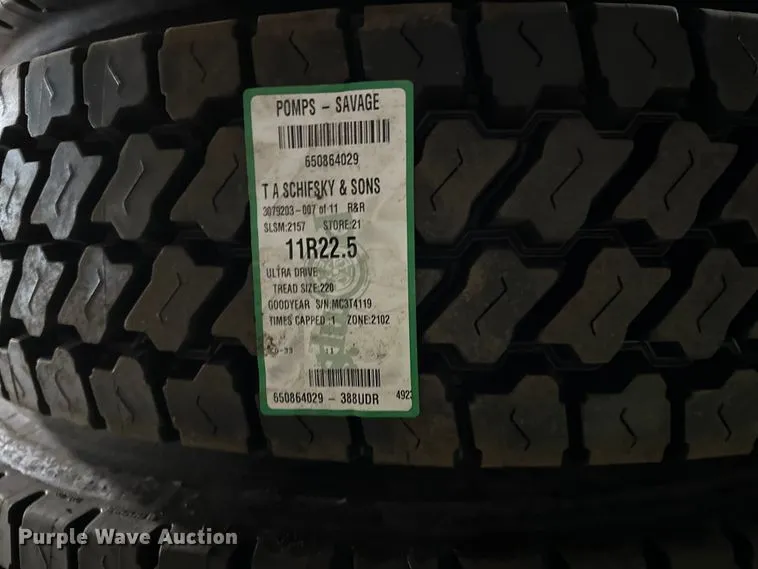 POMPS - SAVAGE
650864029
T A SCHIFSKY & SONS
3079203-007 of 11 R&R
SLSM:2157 STORE:21
11R22.5
ULTRA DRIVE
TREAD SIZE:220
GOODYEAR S/N:MC3T4119
TIMES CAPPED :1 ZONE:2102
650864029 - 388UDR 4923
Purple Wave Auction